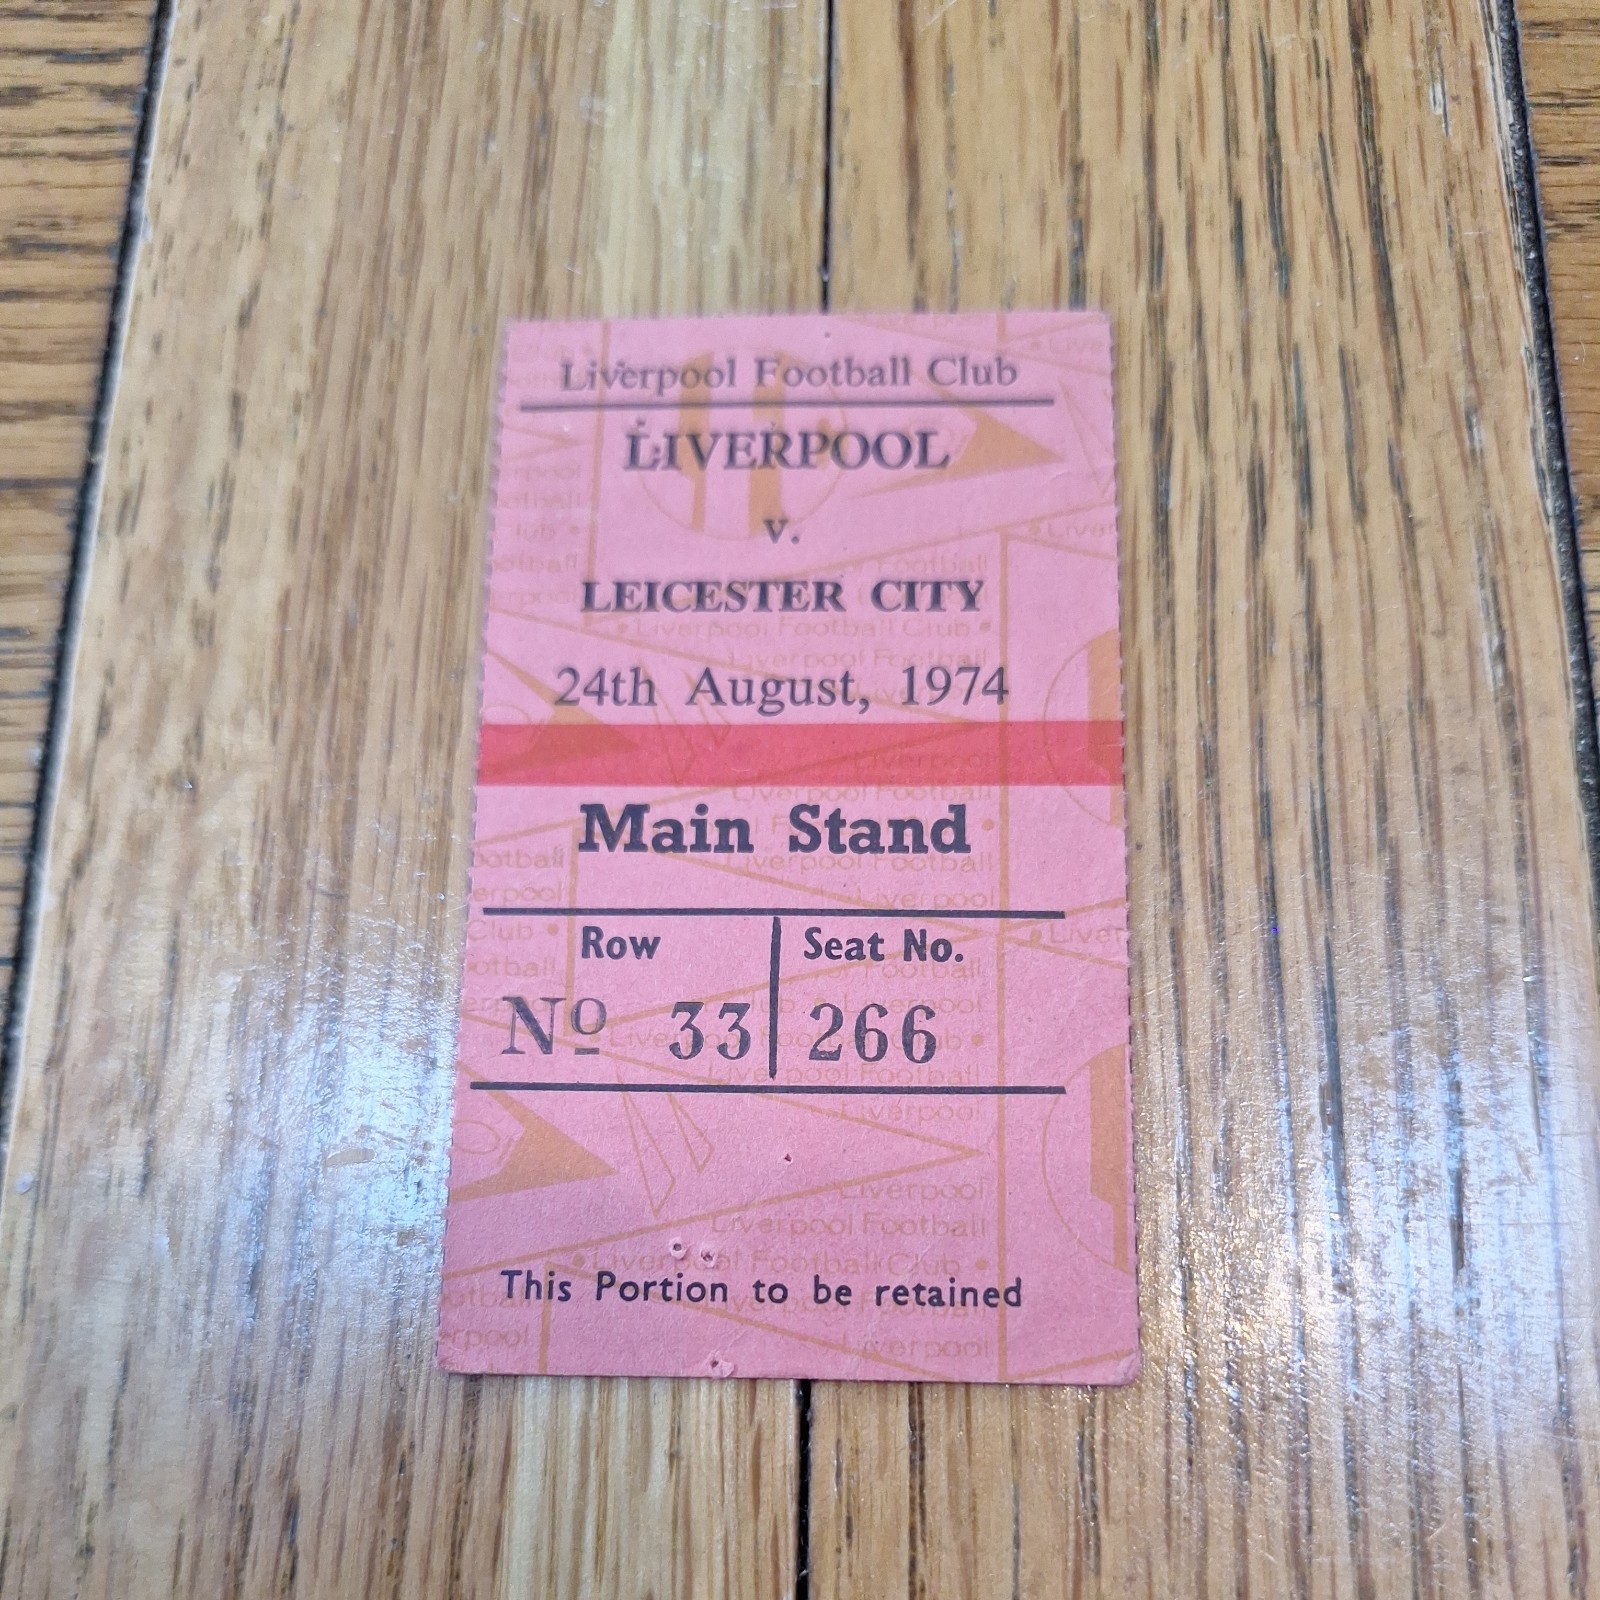 Liverpool Football Club
LIVERPOOL
v.
LEICESTER CITY
24th August, 1974
Main Stand
Row Seat No.
Nº 33 266
This Portion to be retained